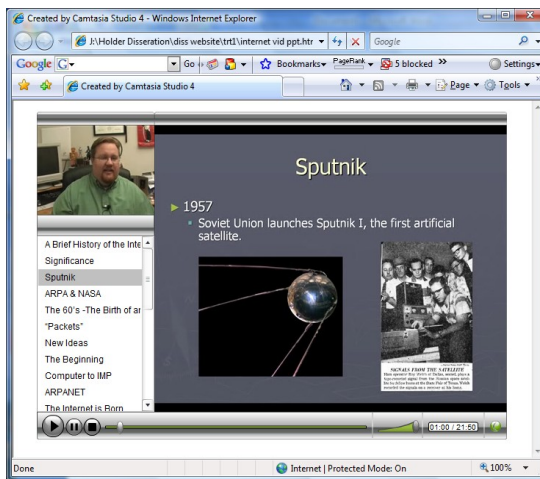 Created by Camtasia Studio 4 - Windows Internet Explorer
J:\Holder Disseration\diss website\trt1\internet vid ppt.htr
Google
Google G
Go
Bookmarks
PageRank
5 blocked
»
Settings
Created by Camtasia Studio 4
Page
Tools
»
Sputnik
1957
Soviet Union launches Sputnik I, the first artificial
satellite.
A Brief History of the Inte
Significance
Sputnik
ARPA & NASA
The 60's -The Birth of ar
"Packets"
New Ideas
The Beginning
Computer to IMP
ARPANET
The Internet is Born
SIGNALS FROM THE SATELLITE
01:00 / 21:50
Done
Internet | Protected Mode: On
100%